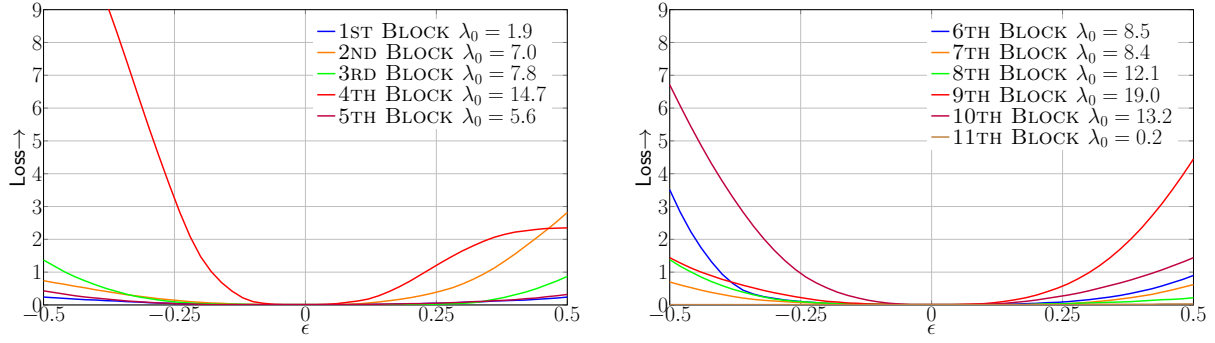 9
8
7
6
5
4
3
2
1
0
Loss→
−0.5
−0.25
0
0.25
0.5
ϵ
1ST BLOCK λ₀ = 1.9
2ND BLOCK λ₀ = 7.0
3RD BLOCK λ₀ = 7.8
4TH BLOCK λ₀ = 14.7
5TH BLOCK λ₀ = 5.6
9
8
7
6
5
4
3
2
1
0
Loss→
−0.5
−0.25
0
0.25
0.5
ϵ
6TH BLOCK λ₀ = 8.5
7TH BLOCK λ₀ = 8.4
8TH BLOCK λ₀ = 12.1
9TH BLOCK λ₀ = 19.0
10TH BLOCK λ₀ = 13.2
11TH BLOCK λ₀ = 0.2